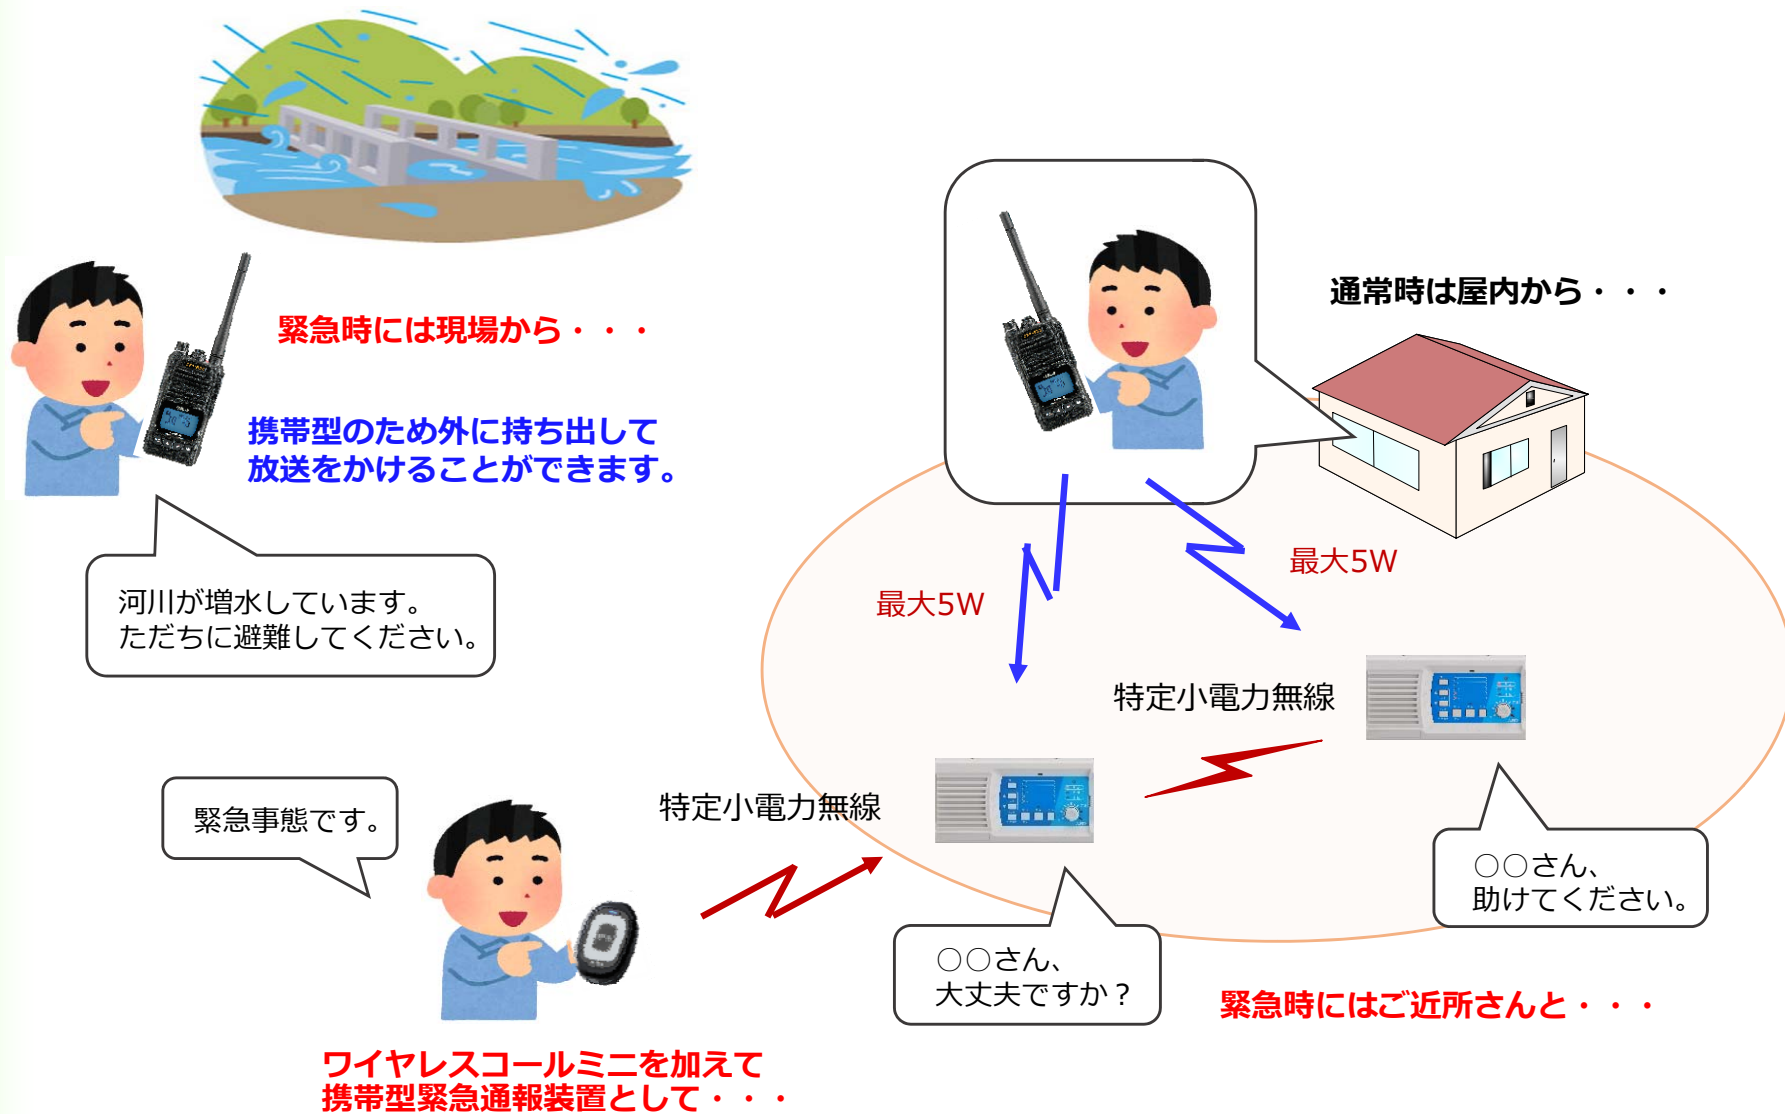 緊急時には現場から・・・
携帯型のため外に持ち出して
放送をかけることができます。
河川が増水しています。
ただちに避難してください。
通常時は屋内から・・・
最大5W
最大5W
特定小電力無線
特定小電力無線
緊急事態です。
○○さん、
大丈夫ですか？
○○さん、
助けてください。
緊急時にはご近所さんと・・・
ワイヤレスコールミニを加えて
携帯型緊急通報装置として・・・